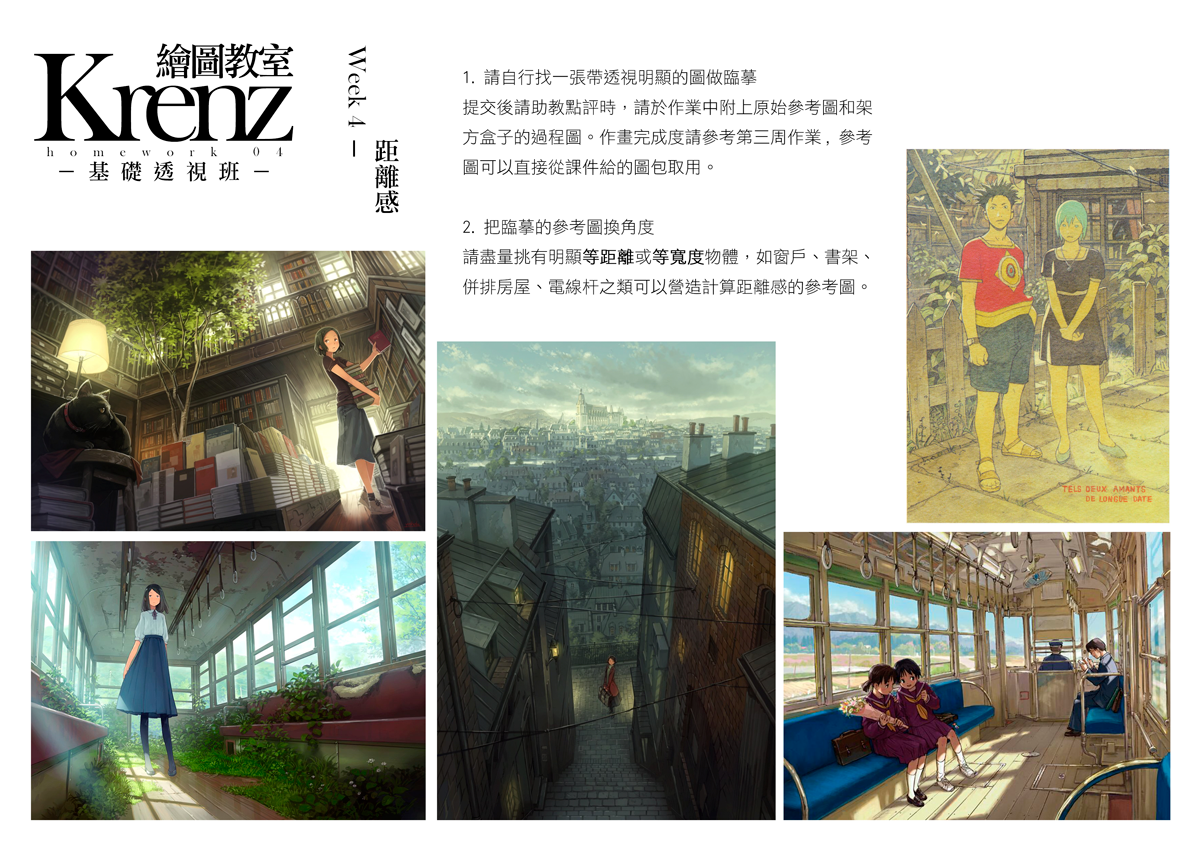 繪圖教室
Krenz
homework 04
－基礎透視班－
Week 4 －
距離感
1. 請自行找一張帶透視明顯的圖做臨摹
提交後請助教點評時，請於作業中附上原始參考圖和架
方盒子的過程圖。作畫完成度請參考第三周作業，參考
圖可以直接從課件給的圖包取用。
2. 把臨摹的參考圖換角度
請盡量挑有明顯等距離或等寬度物體，如窗戶、書架、
併排房屋、電線杆之類可以營造計算距離感的參考圖。
TELS DEUX AMANTS
DE LONGUE DATE